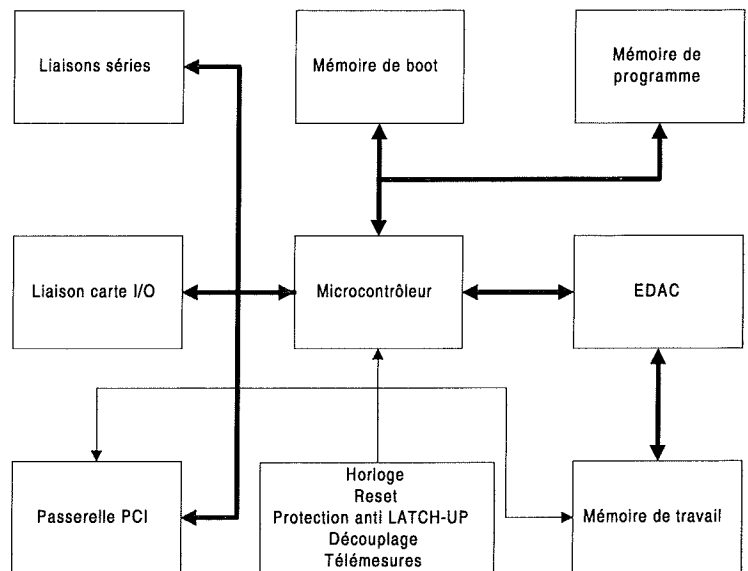 Liaisons séries
Mémoire de boot
Mémoire de
programme
Liaison carte I/O
Microcontrôleur
EDAC
Passerelle PCI
Horloge
Reset
Protection anti LATCH-UP
Découplage
Télémesures
Mémoire de travail